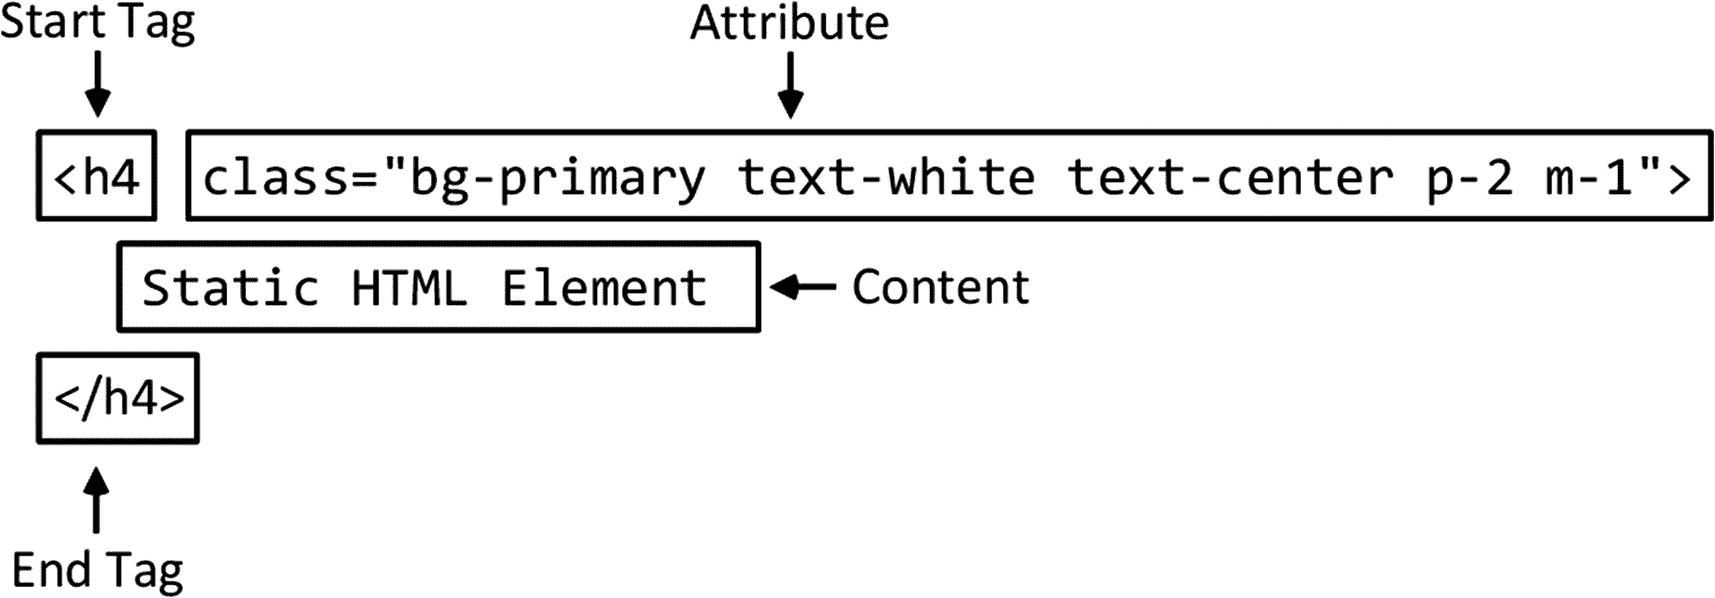 Start Tag
Attribute
<h4 class="bg-primary text-white text-center p-2 m-1">
Static HTML Element
Content
</h4>
End Tag